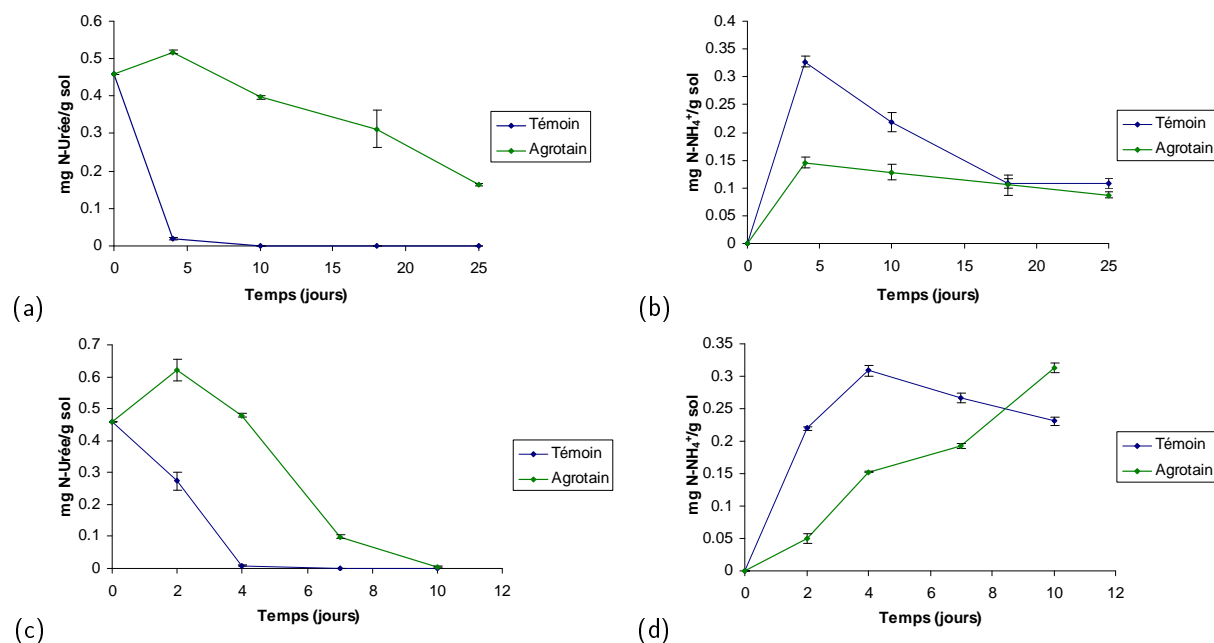 0.6
0.5
0.4
0.3
0.2
0.1
0
0 5 10 15 20 25
mg N-Urée/g sol
Temps (jours)
Témoin
Agrotain
(a)
0.4
0.35
0.3
0.25
0.2
0.15
0.1
0.05
0
0 5 10 15 20 25
mg N-NH₄⁺/g sol
Temps (jours)
Témoin
Agrotain
(b)
0.7
0.6
0.5
0.4
0.3
0.2
0.1
0
0 2 4 6 8 10 12
mg N-Urée/g sol
Temps (jours)
Témoin
Agrotain
(c)
0.35
0.3
0.25
0.2
0.15
0.1
0.05
0
0 2 4 6 8 10 12
mg N-NH₄⁺/g sol
Temps (jours)
Témoin
Agrotain
(d)